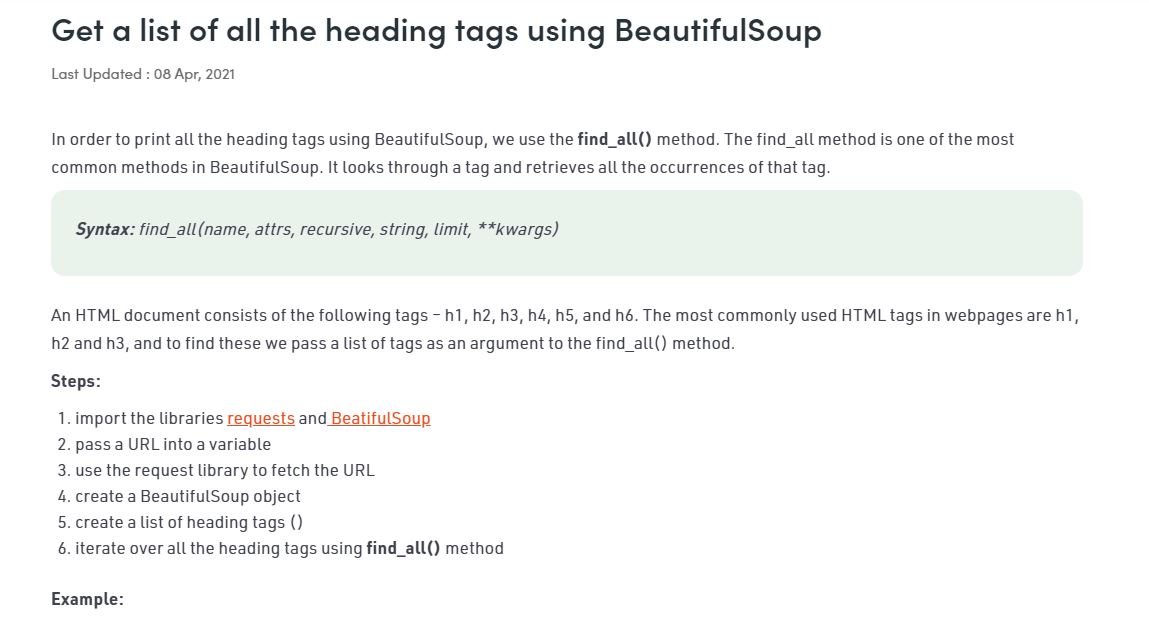 Get a list of all the heading tags using BeautifulSoup
Last Updated : 08 Apr, 2021
In order to print all the heading tags using BeautifulSoup, we use the find_all() method. The find_all method is one of the most
common methods in BeautifulSoup. It looks through a tag and retrieves all the occurrences of that tag.
Syntax: find_all(name, attrs, recursive, string, limit, **kwargs)
An HTML document consists of the following tags – h1, h2, h3, h4, h5, and h6. The most commonly used HTML tags in webpages are h1,
h2 and h3, and to find these we pass a list of tags as an argument to the find_all() method.
Steps:
1. import the libraries requests and BeatifulSoup
2. pass a URL into a variable
3. use the request library to fetch the URL
4. create a BeautifulSoup object
5. create a list of heading tags ()
6. iterate over all the heading tags using find_all() method
Example: